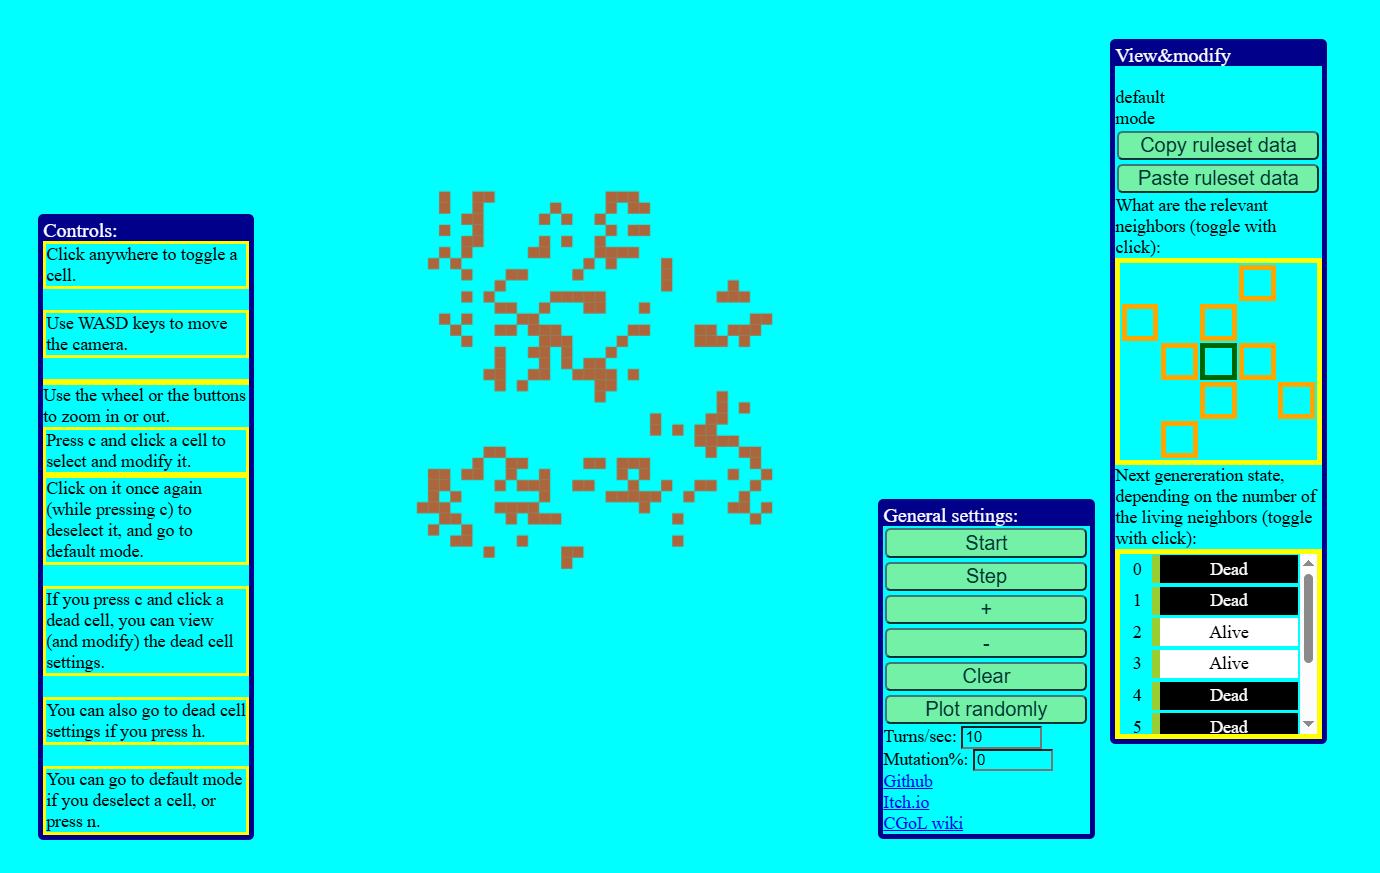 Controls:
Click anywhere to toggle a
cell.
Use WASD keys to move
the camera.
Use the wheel or the buttons
to zoom in or out.
Press c and click a cell to
select and modify it.
Click on it once again
(while pressing c) to
deselect it, and go to
default mode.
If you press c and click a
dead cell, you can view
(and modify) the dead cell
settings.
You can also go to dead cell
settings if you press h.
You can go to default mode
if you deselect a cell, or
press n.
General settings:
Start
Step
+
-
Clear
Plot randomly
Turns/sec: 10
Mutation%: 0
Github
Itch.io
CGoL wiki
View&modify
default
mode
Copy ruleset data
Paste ruleset data
What are the relevant
neighbors (toggle with
click):
Next genereration state,
depending on the number of
the living neighbors (toggle
with click):
0 Dead
1 Dead
2 Alive
3 Alive
4 Dead
5 Dead